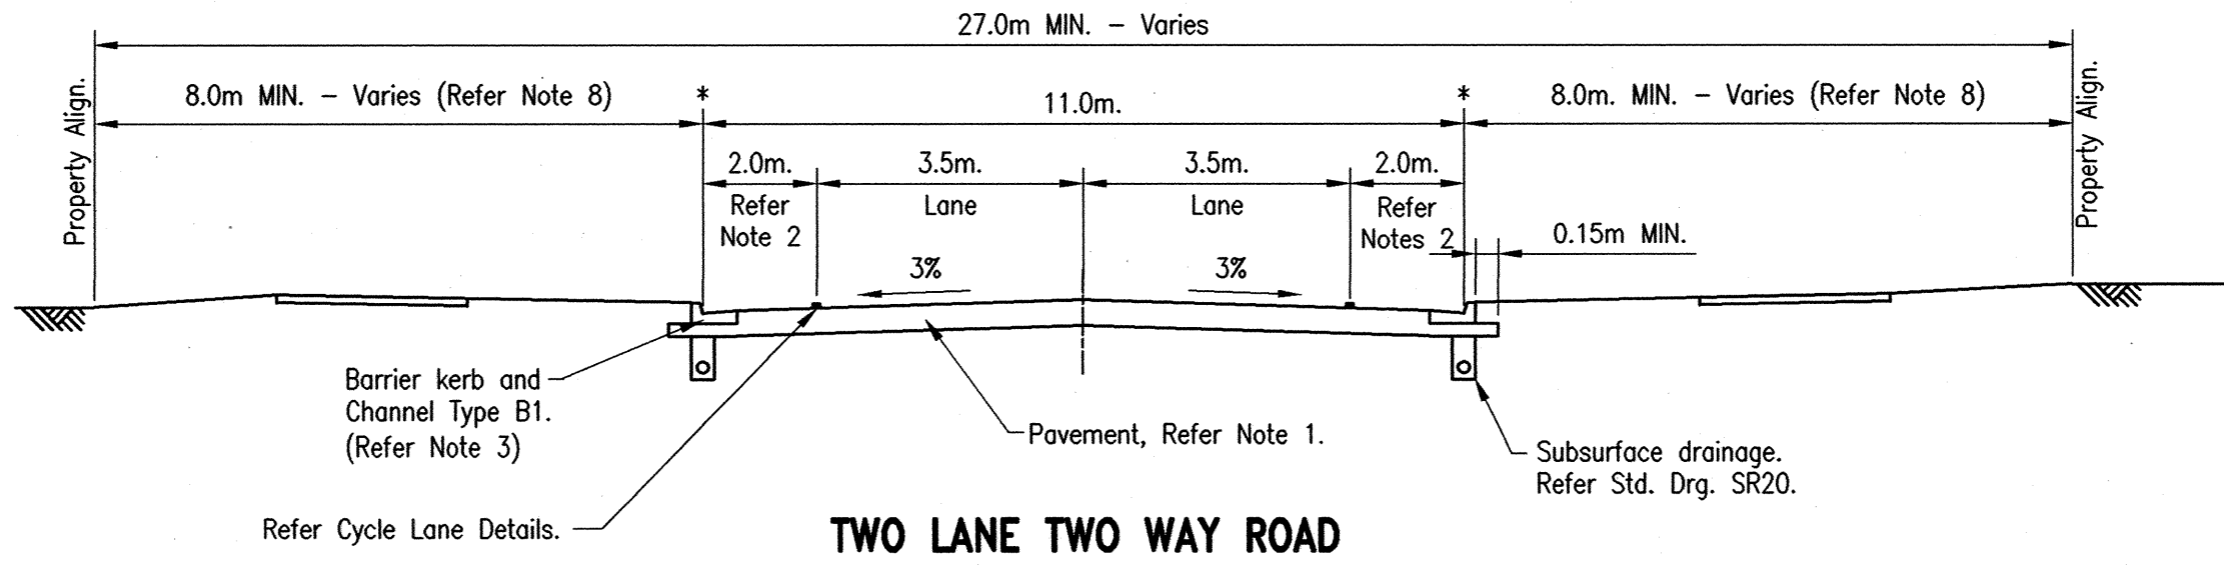 27.0m MIN. – Varies
Property Align.
8.0m MIN. – Varies (Refer Note 8)
*
11.0m.
*
8.0m. MIN. – Varies (Refer Note 8)
Property Align.
2.0m.
3.5m.
3.5m.
2.0m.
Refer
Note 2
Lane
Lane
Refer
Notes 2
0.15m MIN.
3%
3%
Barrier kerb and
Channel Type B1.
(Refer Note 3)
Pavement, Refer Note 1.
Subsurface drainage.
Refer Std. Drg. SR20.
Refer Cycle Lane Details.
TWO LANE TWO WAY ROAD